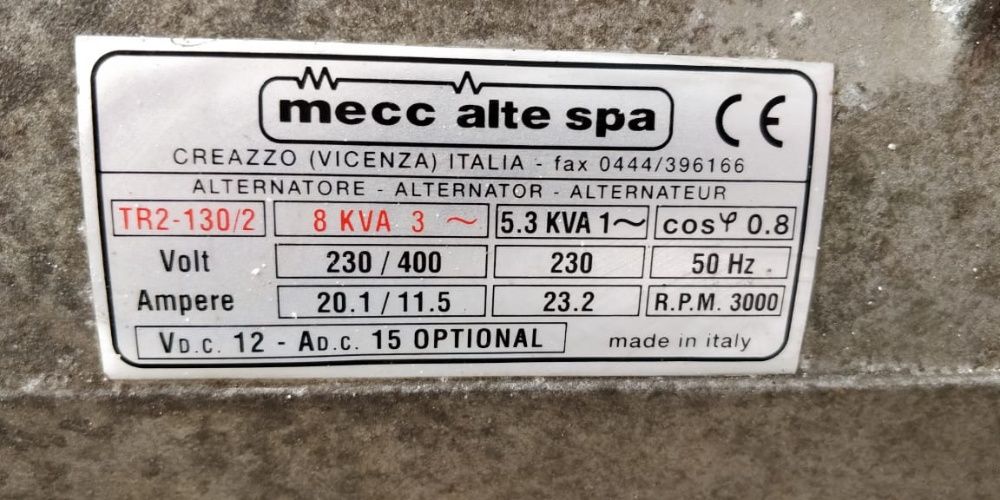 mecc alte spa CE
CREAZZO (VICENZA) ITALIA - fax 0444/396166
ALTERNATORE - ALTERNATOR - ALTERNATEUR
TR2-130/2 8 KVA 3 ~ 5.3 KVA 1~ cosφ 0.8
Volt 230 / 400 230 50 Hz
Ampere 20.1 / 11.5 23.2 R.P.M. 3000
VD.C. 12 - AD.C. 15 OPTIONAL made in italy